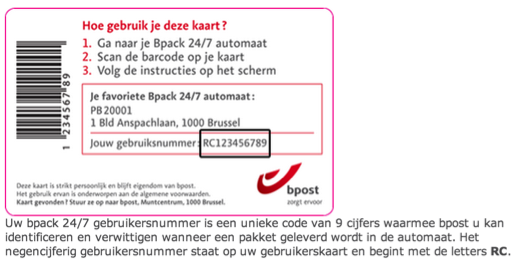 Hoe gebruik je deze kaart?
1. Ga naar je Bpack 24/7 automaat
2. Scan de barcode op je kaart
3. Volg de instructies op het scherm
123456789
Je favoriete Bpack 24/7 automaat:
PB20001
1 Bld Anspachlaan, 1000 Brussel
Jouw gebruiksnummer: RC123456789
Deze kaart is strikt persoonlijk en blijft eigendom van bpost.
Het gebruik ervan is onderworpen aan de algemene voorwaarden.
Kaart gevonden? Stuur ze op naar bpost, Muntcentrum, 1000 Brussel.
bpost
zorgt ervoor
Uw bpack 24/7 gebruikersnummer is een unieke code van 9 cijfers waarmee bpost u kan
identificeren en verwittigen wanneer een pakket geleverd wordt in de automaat. Het
negencijferig gebruikersnummer staat op uw gebruikerskaart en begint met de letters RC.